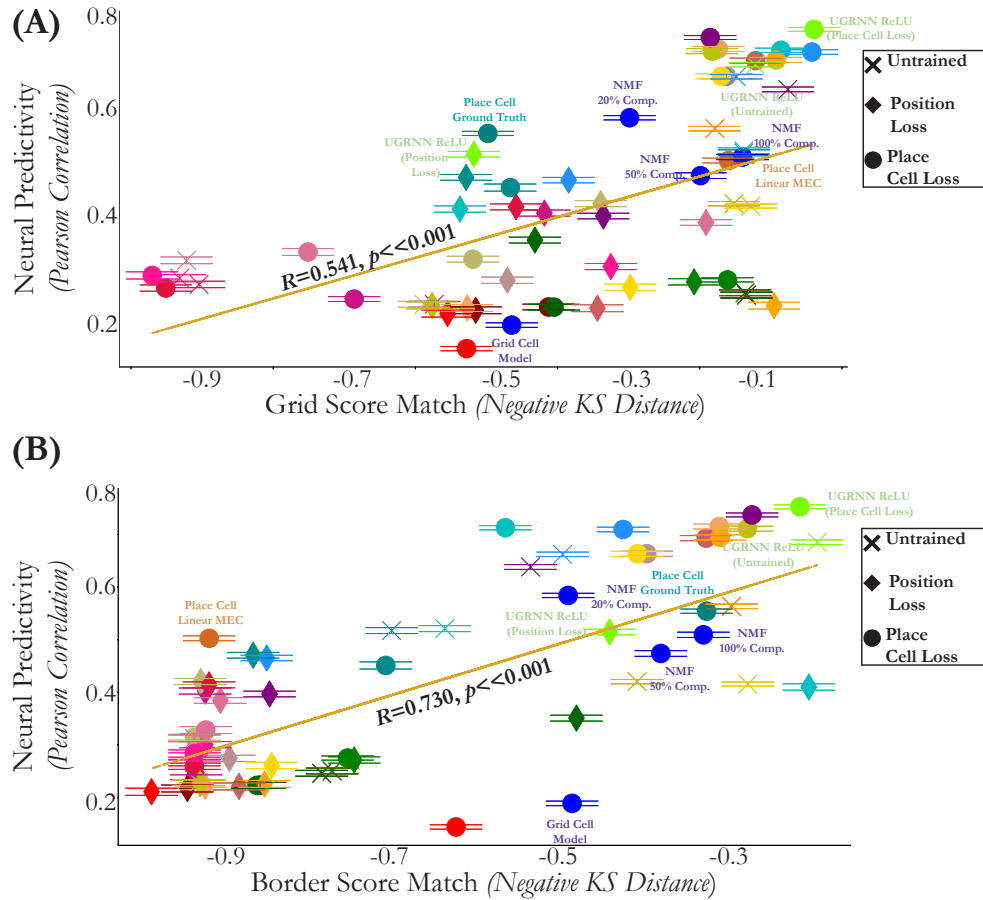 (A)
Neural Predictivity
(Pearson Correlation)
0.8
0.6
0.4
0.2
UGRNN ReLU
(Place Cell Loss)
NMF
20% Comp.
Place Cell
Ground Truth
UGRNN ReLU
(Untrained)
UGRNN ReLU
(Position
Loss)
NMF
100% Comp.
NMF
50% Comp.
Place Cell
Linear MEC
R=0.541, p<<0.001
Grid Cell
Model
Untrained
Position
Loss
Place
Cell Loss
-0.9
-0.7
-0.5
-0.3
-0.1
Grid Score Match (Negative KS Distance)
(B)
Neural Predictivity
(Pearson Correlation)
0.8
0.6
0.4
0.2
UGRNN ReLU
(Place Cell Loss)
UGRNN ReLU
(Untrained)
Place Cell
Ground Truth
NMF
20% Comp.
Place Cell
Linear MEC
UGRNN ReLU
(Position Loss)
NMF
100% Comp.
NMF
50% Comp.
R=0.730, p<<0.001
Grid Cell
Model
Untrained
Position
Loss
Place
Cell Loss
-0.9
-0.7
-0.5
-0.3
Border Score Match (Negative KS Distance)